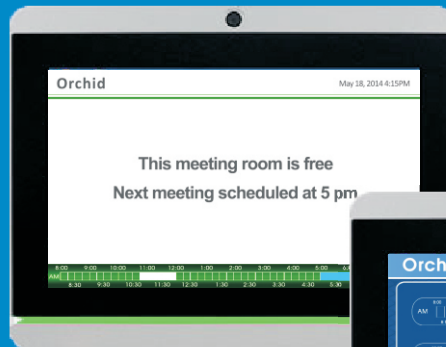 Orchid
May 18, 2014 4:15PM
This meeting room is free
Next meeting scheduled at 5 pm
8:00 9:00 10:00 11:00 12:00 1:00 2:00 3:00 4:00 5:00
AM
8:30 9:30 10:30 11:30 12:30 1:30 2:30 3:30 4:30 5:30
Orch
AM